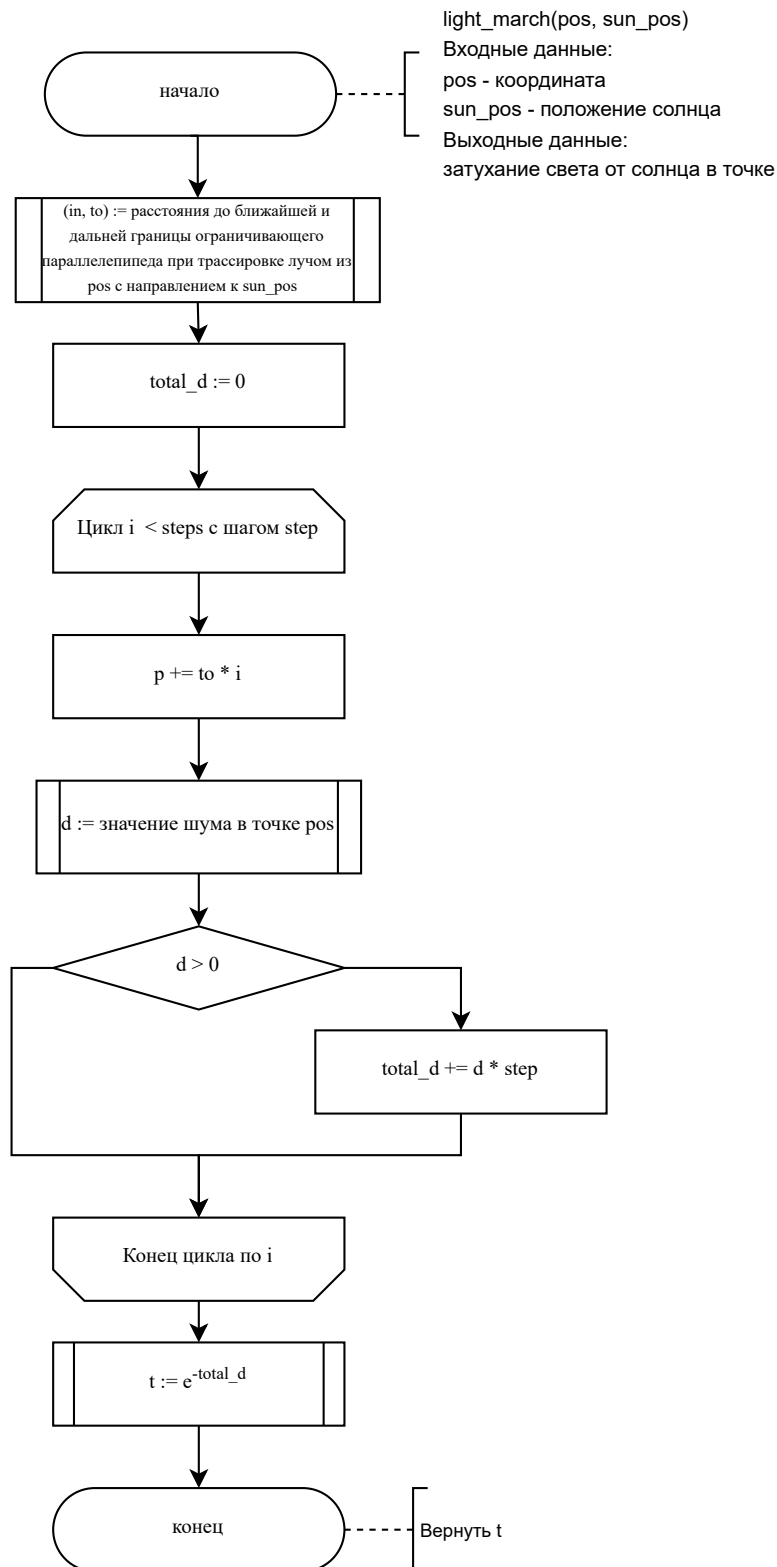 light_march(pos, sun_pos)
Входные данные:
pos - координата
sun_pos - положение солнца
Выходные данные:
затухание света от солнца в точке
начало
(in, to) := расстояния до ближайшей и
дальней границы ограничивающего
параллелепипеда при трассировке лучом из
pos с направлением к sun_pos
total_d := 0
Цикл i < steps с шагом step
p += to * i
d := значение шума в точке pos
d > 0
total_d += d * step
Конец цикла по i
t := e^-total_d
конец
Вернуть t